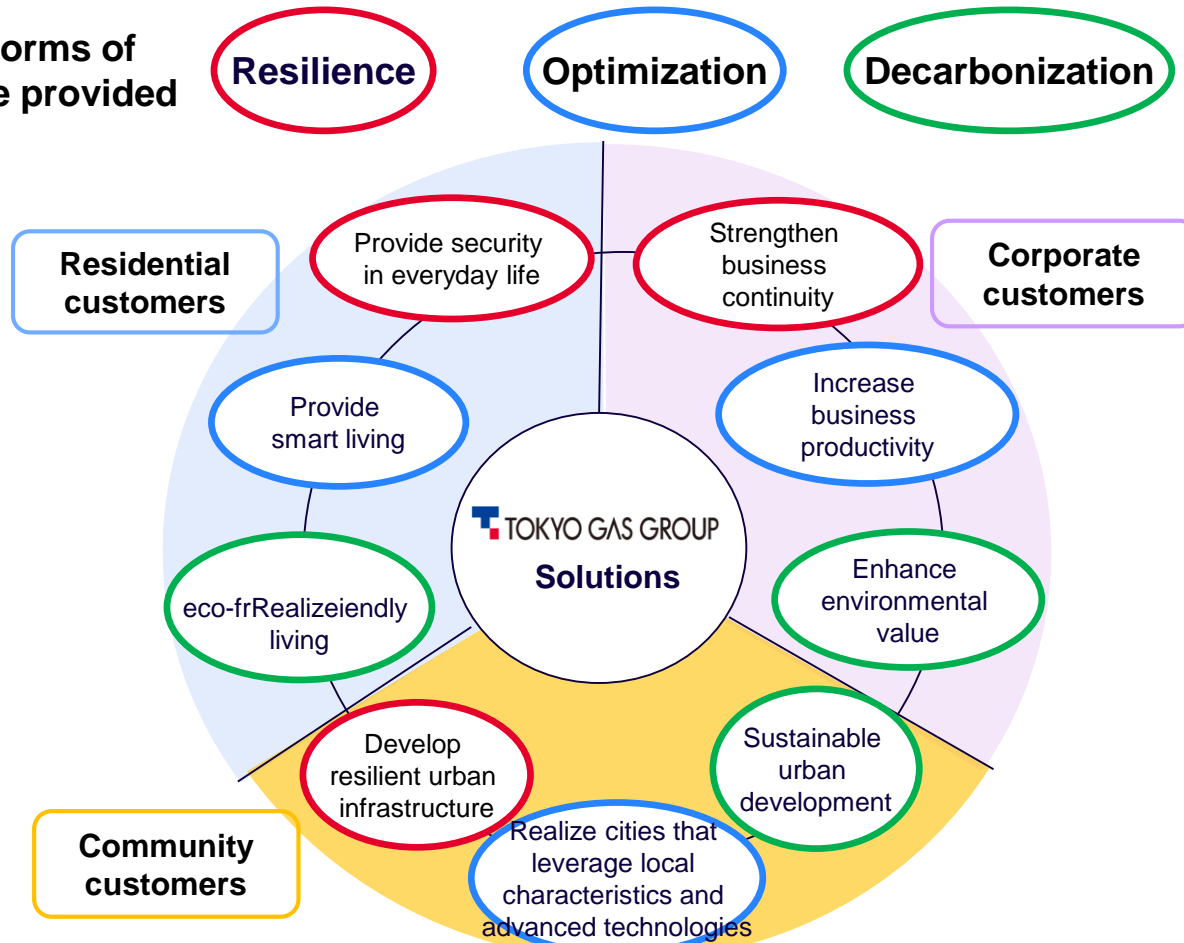 orms of
e provided
Resilience
Optimization
Decarbonization
Residential
customers
Provide security
in everyday life
Strengthen
business
continuity
Corporate
customers
Provide
smart living
Increase
business
productivity
TOKYO GAS GROUP
Solutions
eco-frRealizeiendly
living
Enhance
environmental
value
Develop
resilient urban
infrastructure
Sustainable
urban
development
Community
customers
Realize cities that
leverage local
characteristics and
advanced technologies